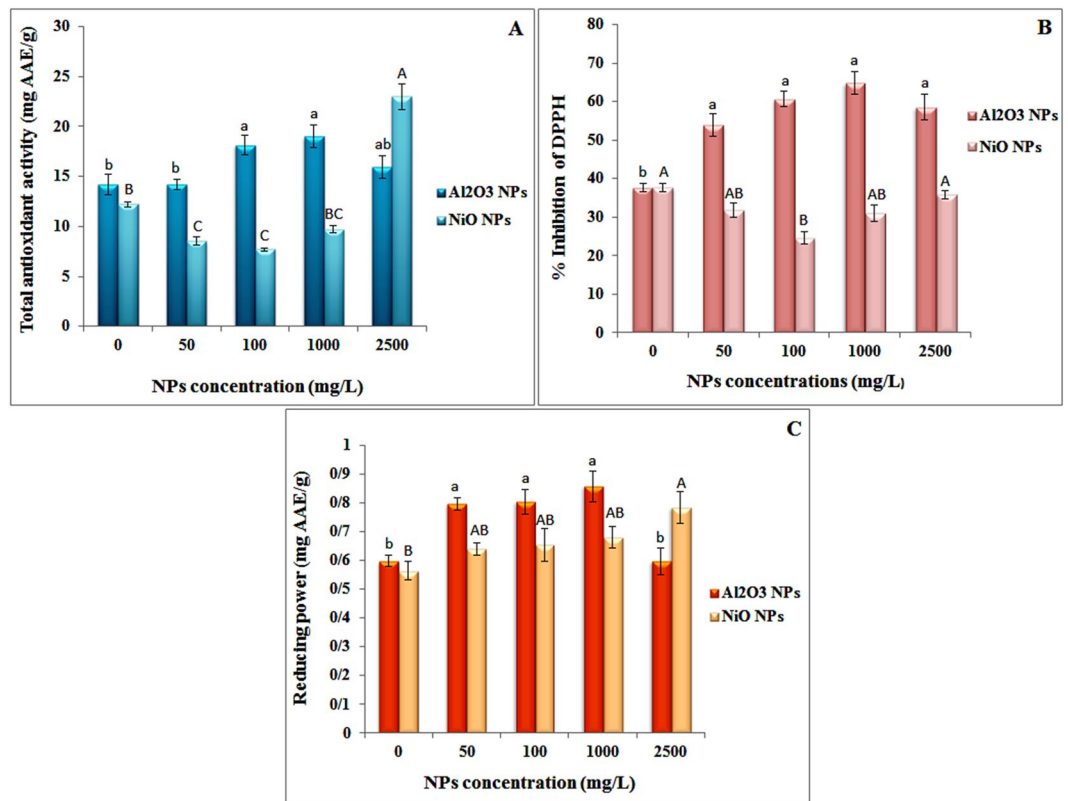 A
Total antioxidant activity (mg AAE/g)
30
25
20
15
10
5
0
b
B
b
C
a
C
a
BC
ab
A
0 50 100 1000 2500
NPs concentration (mg/L)
Al2O3 NPs
NiO NPs
B
% Inhibition of DPPH
80
70
60
50
40
30
20
10
0
b A
a
AB
a
B
a
AB
a
A
0 50 100 1000 2500
NPs concentrations (mg/L)
Al2O3 NPs
NiO NPs
C
Reducing power (mg AAE/g)
1
0/9
0/8
0/7
0/6
0/5
0/4
0/3
0/2
0/1
0
b
B
a
AB
a
AB
a
AB
b
A
0 50 100 1000 2500
NPs concentration (mg/L)
Al2O3 NPs
NiO NPs